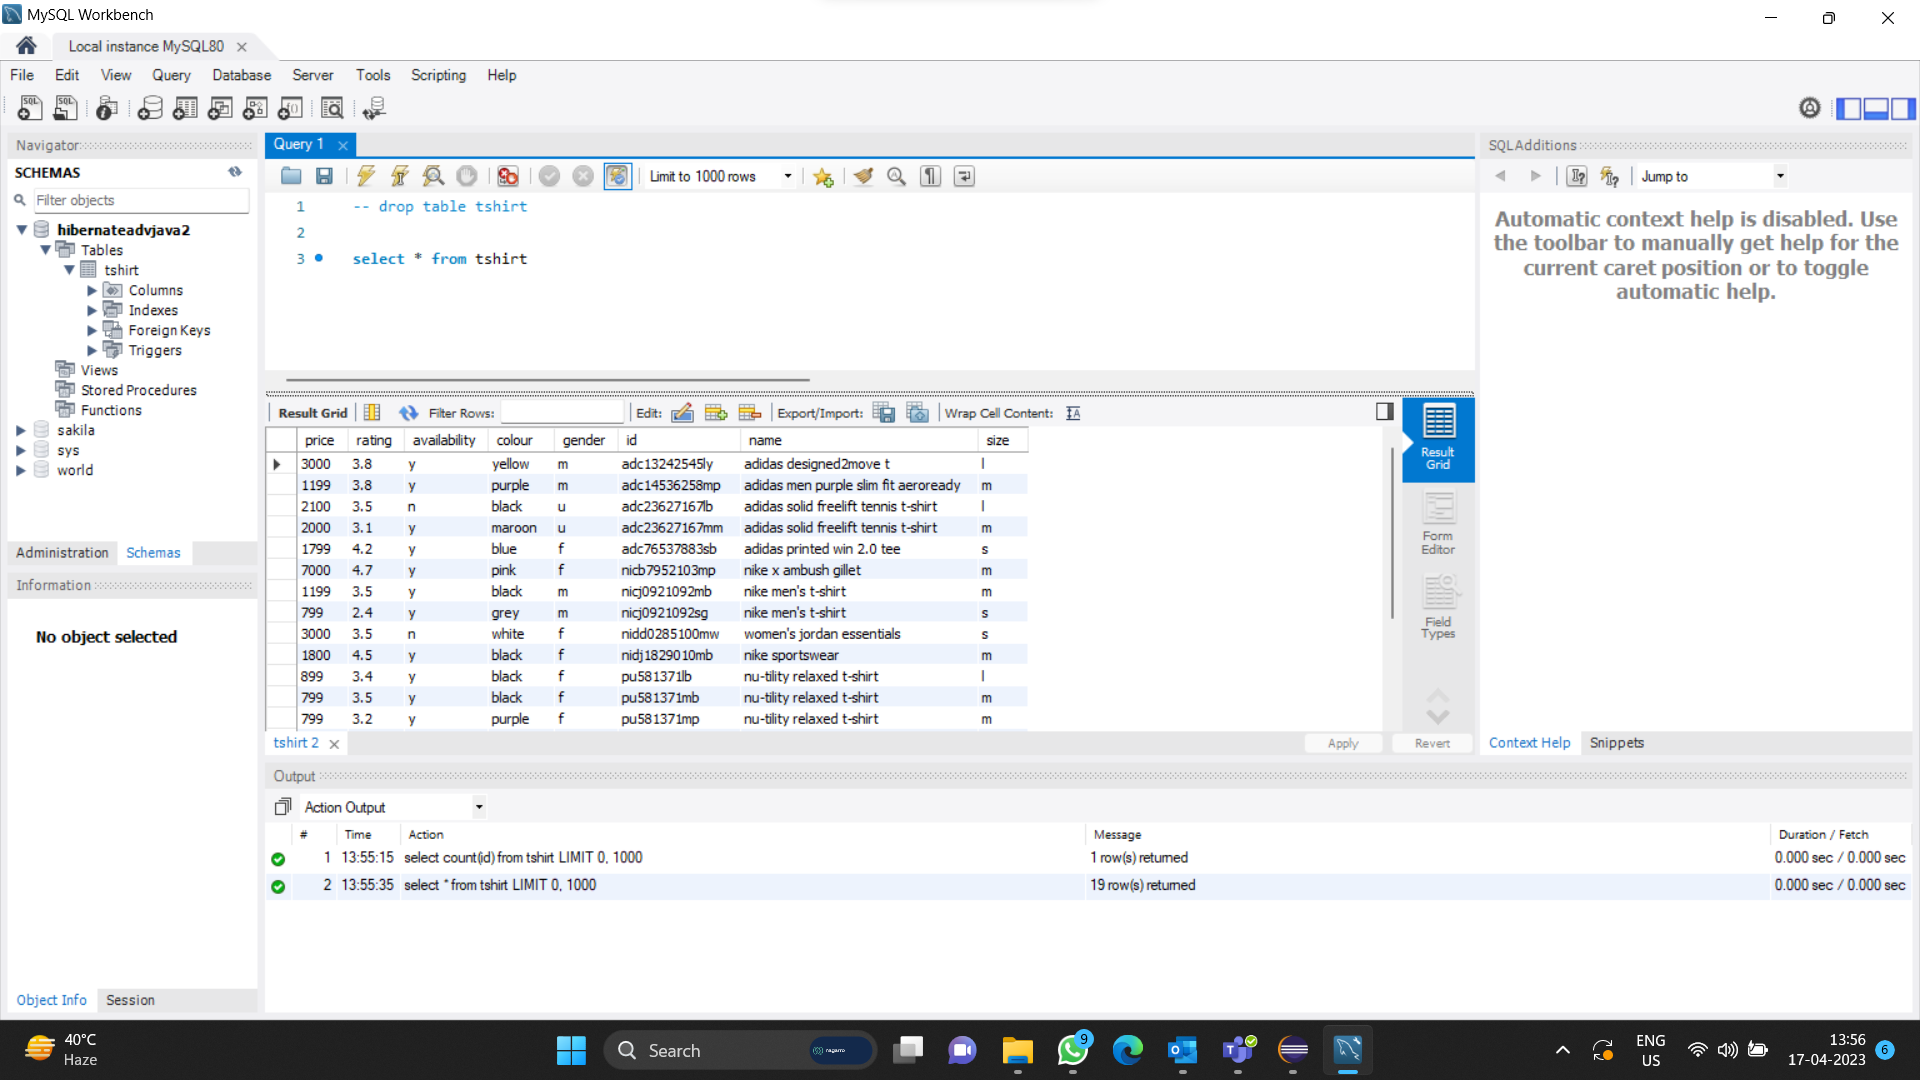 MySQL Workbench
Local instance MySQL80
File Edit View Query Database Server Tools Scripting Help
Navigator
SCHEMAS
Filter objects
hibernateadvjava2
Tables
tshirt
Columns
Indexes
Foreign Keys
Triggers
Views
Stored Procedures
Functions
sakila
sys
world
Administration Schemas
Information
No object selected
Object Info Session
Query 1
Limit to 1000 rows
1 -- drop table tshirt
2
3 select * from tshirt
Result Grid Filter Rows: Edit: Export/Import: Wrap Cell Content:
price rating availability colour gender id name size
3000 3.8 y yellow m adc13242545ly adidas designed2move t l
1199 3.8 y purple m adc14536258mp adidas men purple slim fit aeroready m
2100 3.5 n black u adc23627167lb adidas solid freelift tennis t-shirt l
2000 3.1 y maroon u adc23627167mm adidas solid freelift tennis t-shirt m
1799 4.2 y blue f adc76537883sb adidas printed win 2.0 tee s
7000 4.7 y pink f nicb7952103mp nike x ambush gillet m
1199 3.5 y black m nicj0921092mb nike men's t-shirt m
799 2.4 y grey m nicj0921092sg nike men's t-shirt s
3000 3.5 n white f nidd0285100mw women's jordan essentials s
1800 4.5 y black f nidj1829010mb nike sportswear m
899 3.4 y black f pu581371lb nu-tility relaxed t-shirt l
799 3.5 y black f pu581371mb nu-tility relaxed t-shirt m
799 3.2 y purple f pu581371mp nu-tility relaxed t-shirt m
Result
Grid
Form
Editor
Field
Types
tshirt 2
Apply Revert
SQLAdditions
Jump to
Automatic context help is disabled. Use
the toolbar to manually get help for the
current caret position or to toggle
automatic help.
Context Help Snippets
Output
Action Output
# Time Action Message Duration / Fetch
1 13:55:15 select count(id) from tshirt LIMIT 0, 1000 1 row(s) returned 0.000 sec / 0.000 sec
2 13:55:35 select * from tshirt LIMIT 0, 1000 19 row(s) returned 0.000 sec / 0.000 sec
40°C
Haze
Search
nagarro
9
ENG
US
13:56
17-04-2023
6